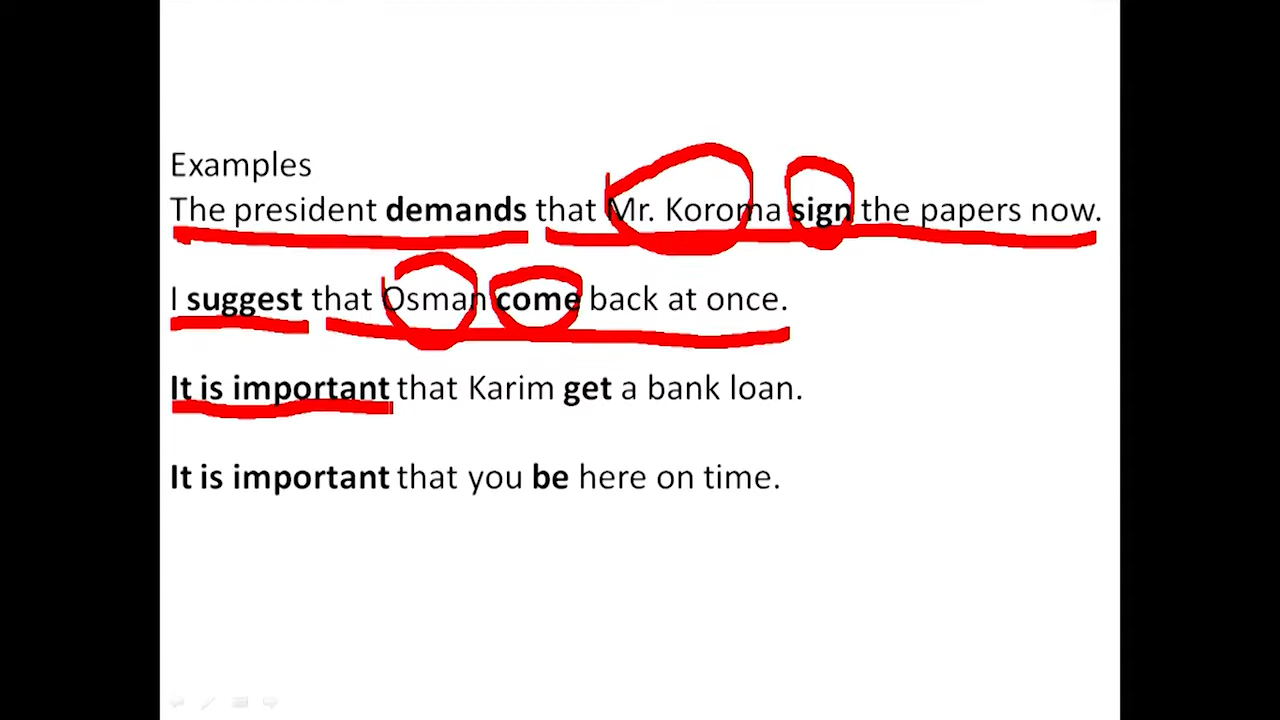 Examples
The president demands that Mr. Koroma sign the papers now.
I suggest that Osman come back at once.
It is important that Karim get a bank loan.
It is important that you be here on time.